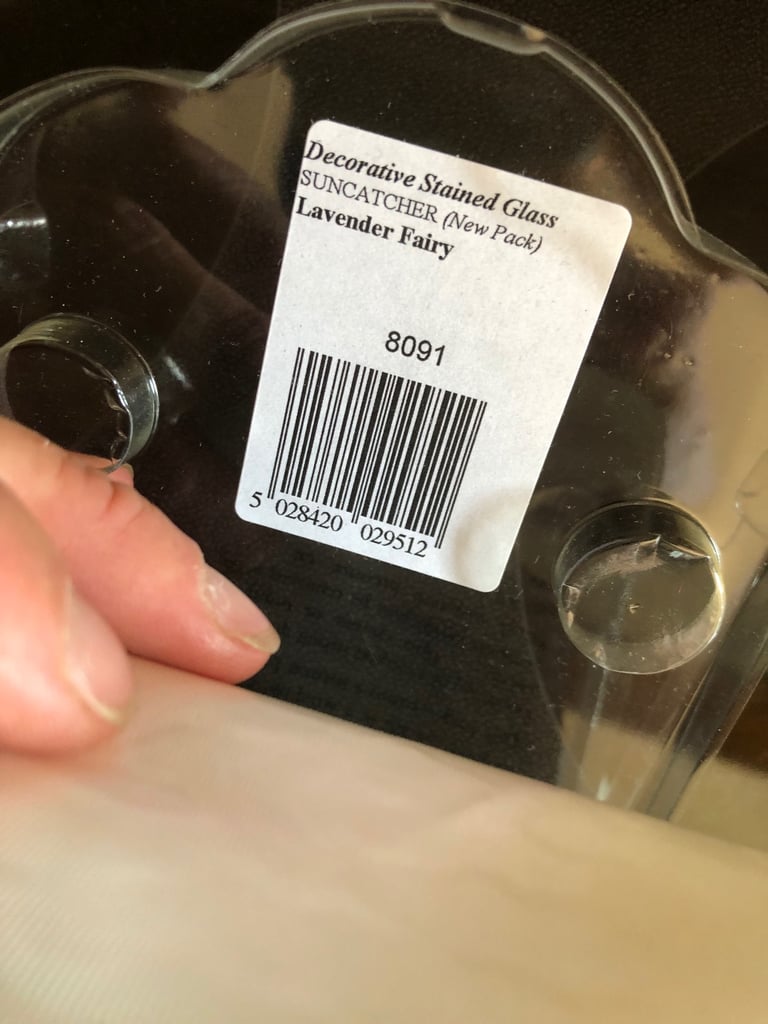 Decorative Stained Glass
SUNCATCHER (New Pack)
Lavender Fairy
8091
5 028420 029512